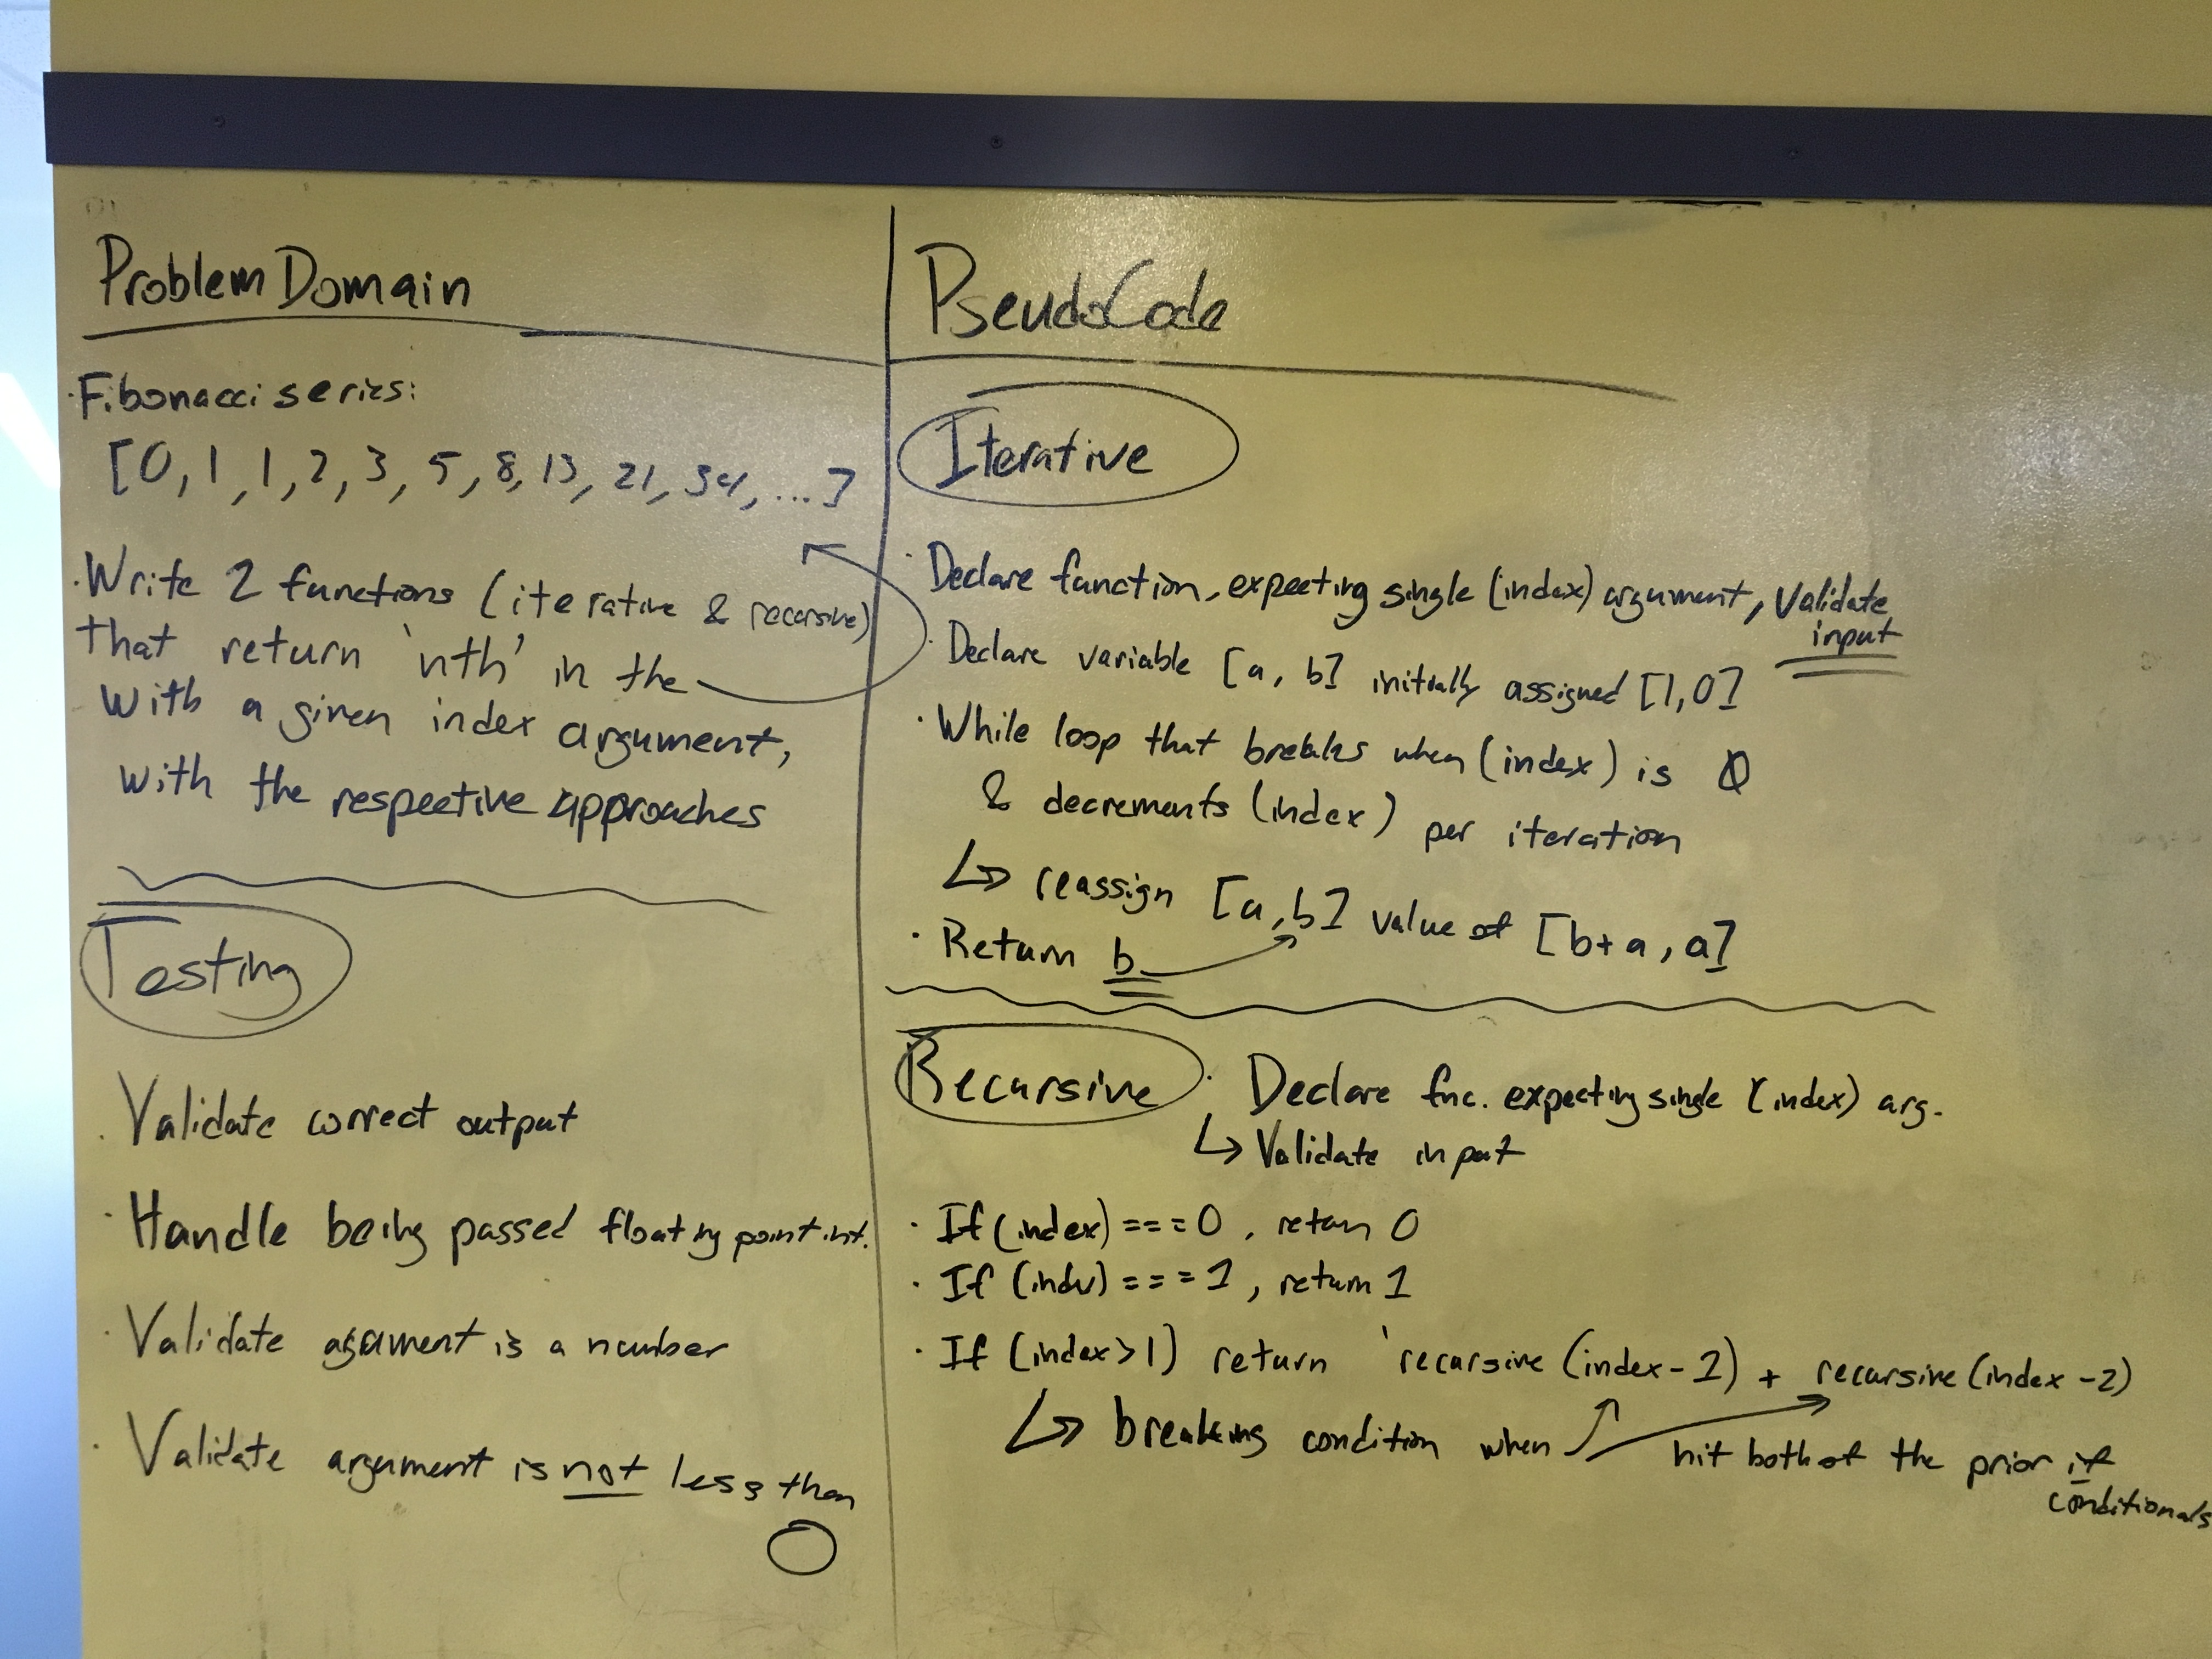 Problem Domain
· Fibonacci series:
[0, 1, 1, 2, 3, 5, 8, 13, 21, 34, ...]
· Write 2 functions (iterative & recursive)
that return 'nth' in the
with a given index argument,
with the respective approaches
Testing
· Validate correct output
· Handle being passed floating point int.
· Validate agument is a number
· Validate argument is not less than
0
PseudoCode
Iterative
· Declare function, expecting single (index) argument, Validate
input
· Declare variable [a, b] initially assigned [1, 0]
· While loop that breaks when (index) is 0
& decrements (index) per iteration
↳ reassign [a, b] value of [b+a, a]
· Return b
Recursive · Declare fnc. expecting single (index) arg.
↳ Validate input
· If (index) === 0, return 0
· If (index) === 1, return 1
· If (index > 1) return 'recursive (index - 1) + recursive (index - 2)
↳ breaking condition when hit both of the prior if
conditionals